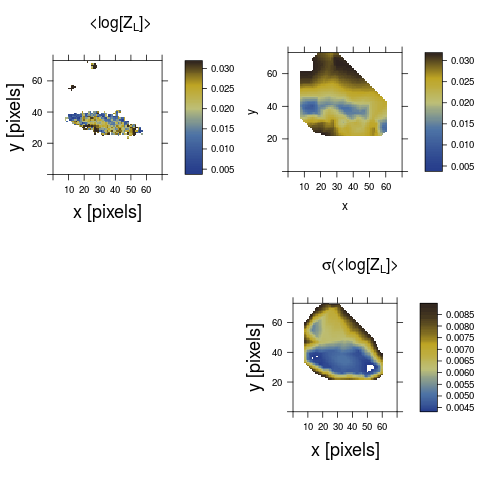 <log[Z_L]>
60
40
20
10 20 30 40 50 60
x [pixels]
y [pixels]
0.030
0.025
0.020
0.015
0.010
0.005
60
40
20
10 20 30 40 50 60
x
y
0.030
0.025
0.020
0.015
0.010
0.005
σ(<log[Z_L]>
60
40
20
10 20 30 40 50 60
x [pixels]
y [pixels]
0.0085
0.0080
0.0075
0.0070
0.0065
0.0060
0.0055
0.0050
0.0045